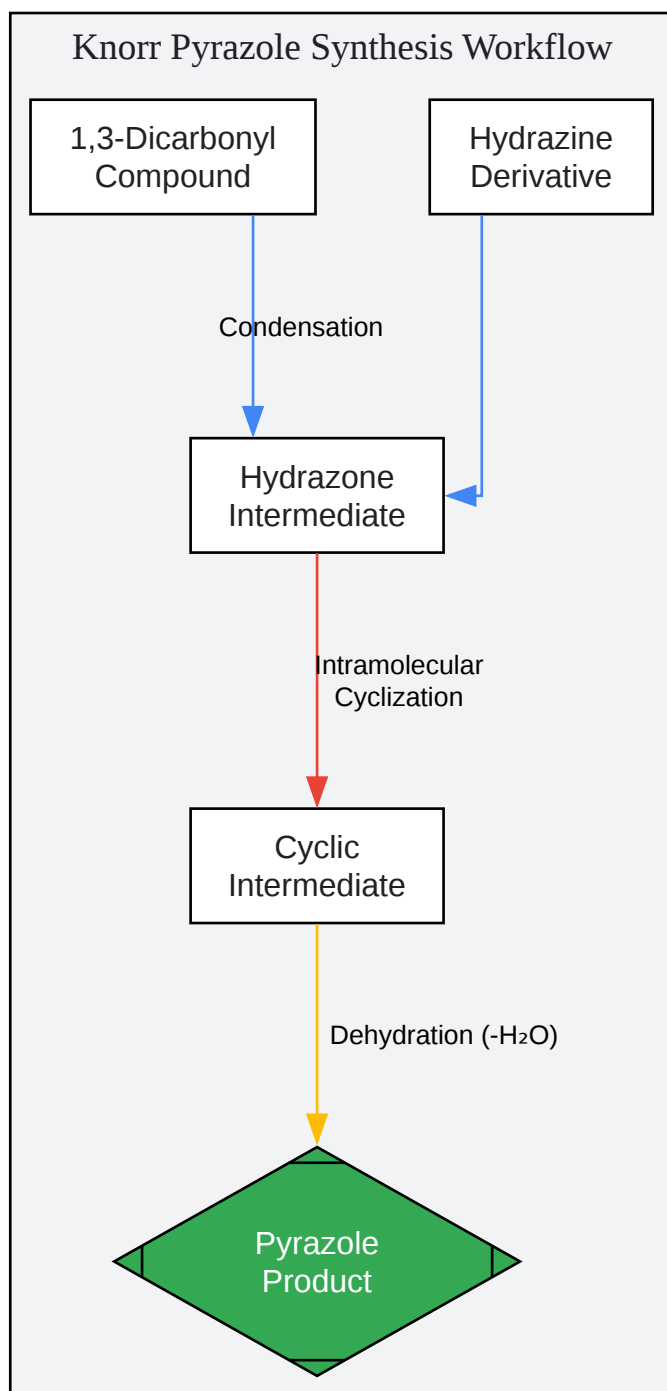 Knorr Pyrazole Synthesis Workflow
1,3-Dicarbonyl
Compound
Hydrazine
Derivative
Condensation
Hydrazone
Intermediate
Intramolecular
Cyclization
Cyclic
Intermediate
Dehydration (-H₂O)
Pyrazole
Product